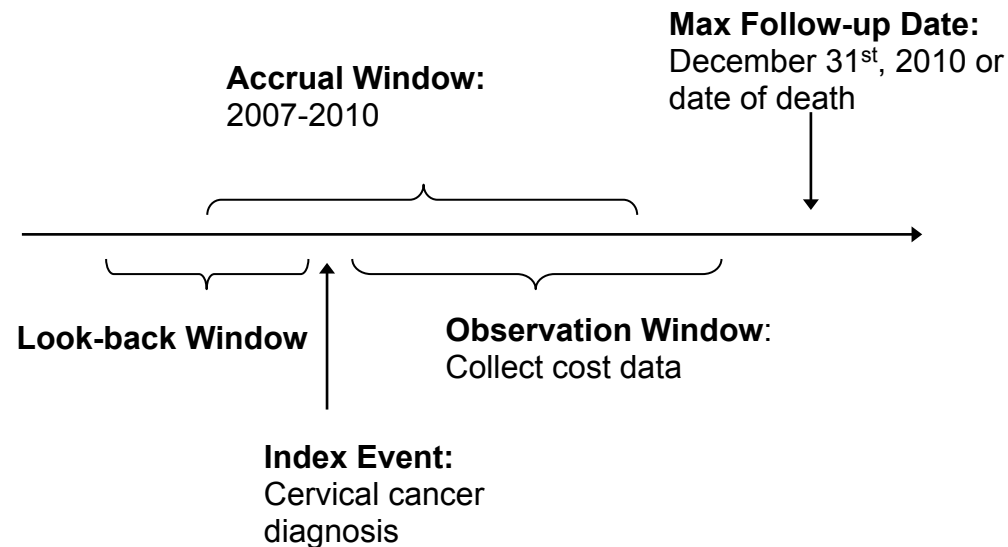 Max Follow-up Date:
December 31st, 2010 or
date of death
Accrual Window:
2007-2010
Look-back Window
Observation Window:
Collect cost data
Index Event:
Cervical cancer
diagnosis